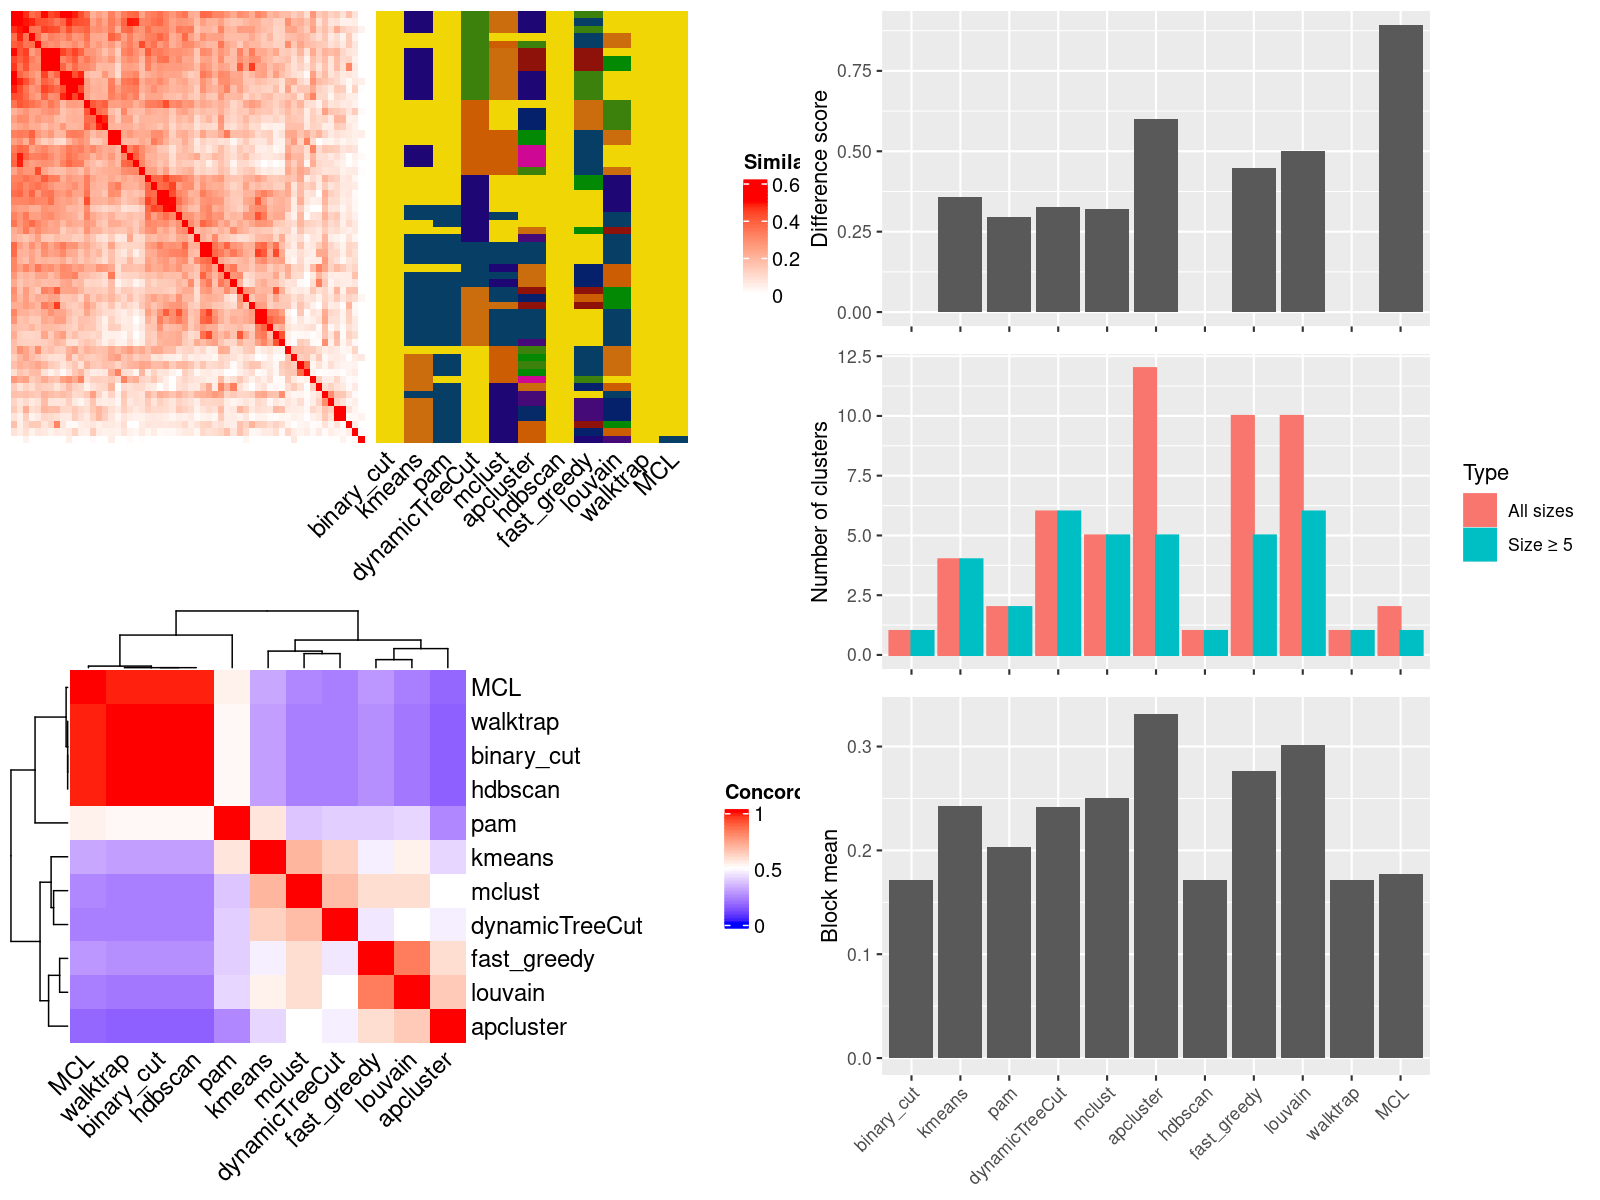 Simila
0.6
0.4
0.2
0
binary_cut
kmeans
pam
dynamicTreeCut
mclust
apcluster
hdbscan
fast_greedy
louvain
walktrap
MCL
MCL
walktrap
binary_cut
hdbscan
pam
kmeans
mclust
dynamicTreeCut
fast_greedy
louvain
apcluster
MCL
walktrap
binary_cut
hdbscan
pam
kmeans
mclust
dynamicTreeCut
fast_greedy
louvain
apcluster
Concord
1
0.5
0
Difference score
0.75
0.50
0.25
0.00
Number of clusters
12.5
10.0
7.5
5.0
2.5
0.0
Type
All sizes
Size ≥ 5
Block mean
0.3
0.2
0.1
0.0
binary_cut
kmeans
pam
dynamicTreeCut
mclust
apcluster
hdbscan
fast_greedy
louvain
walktrap
MCL